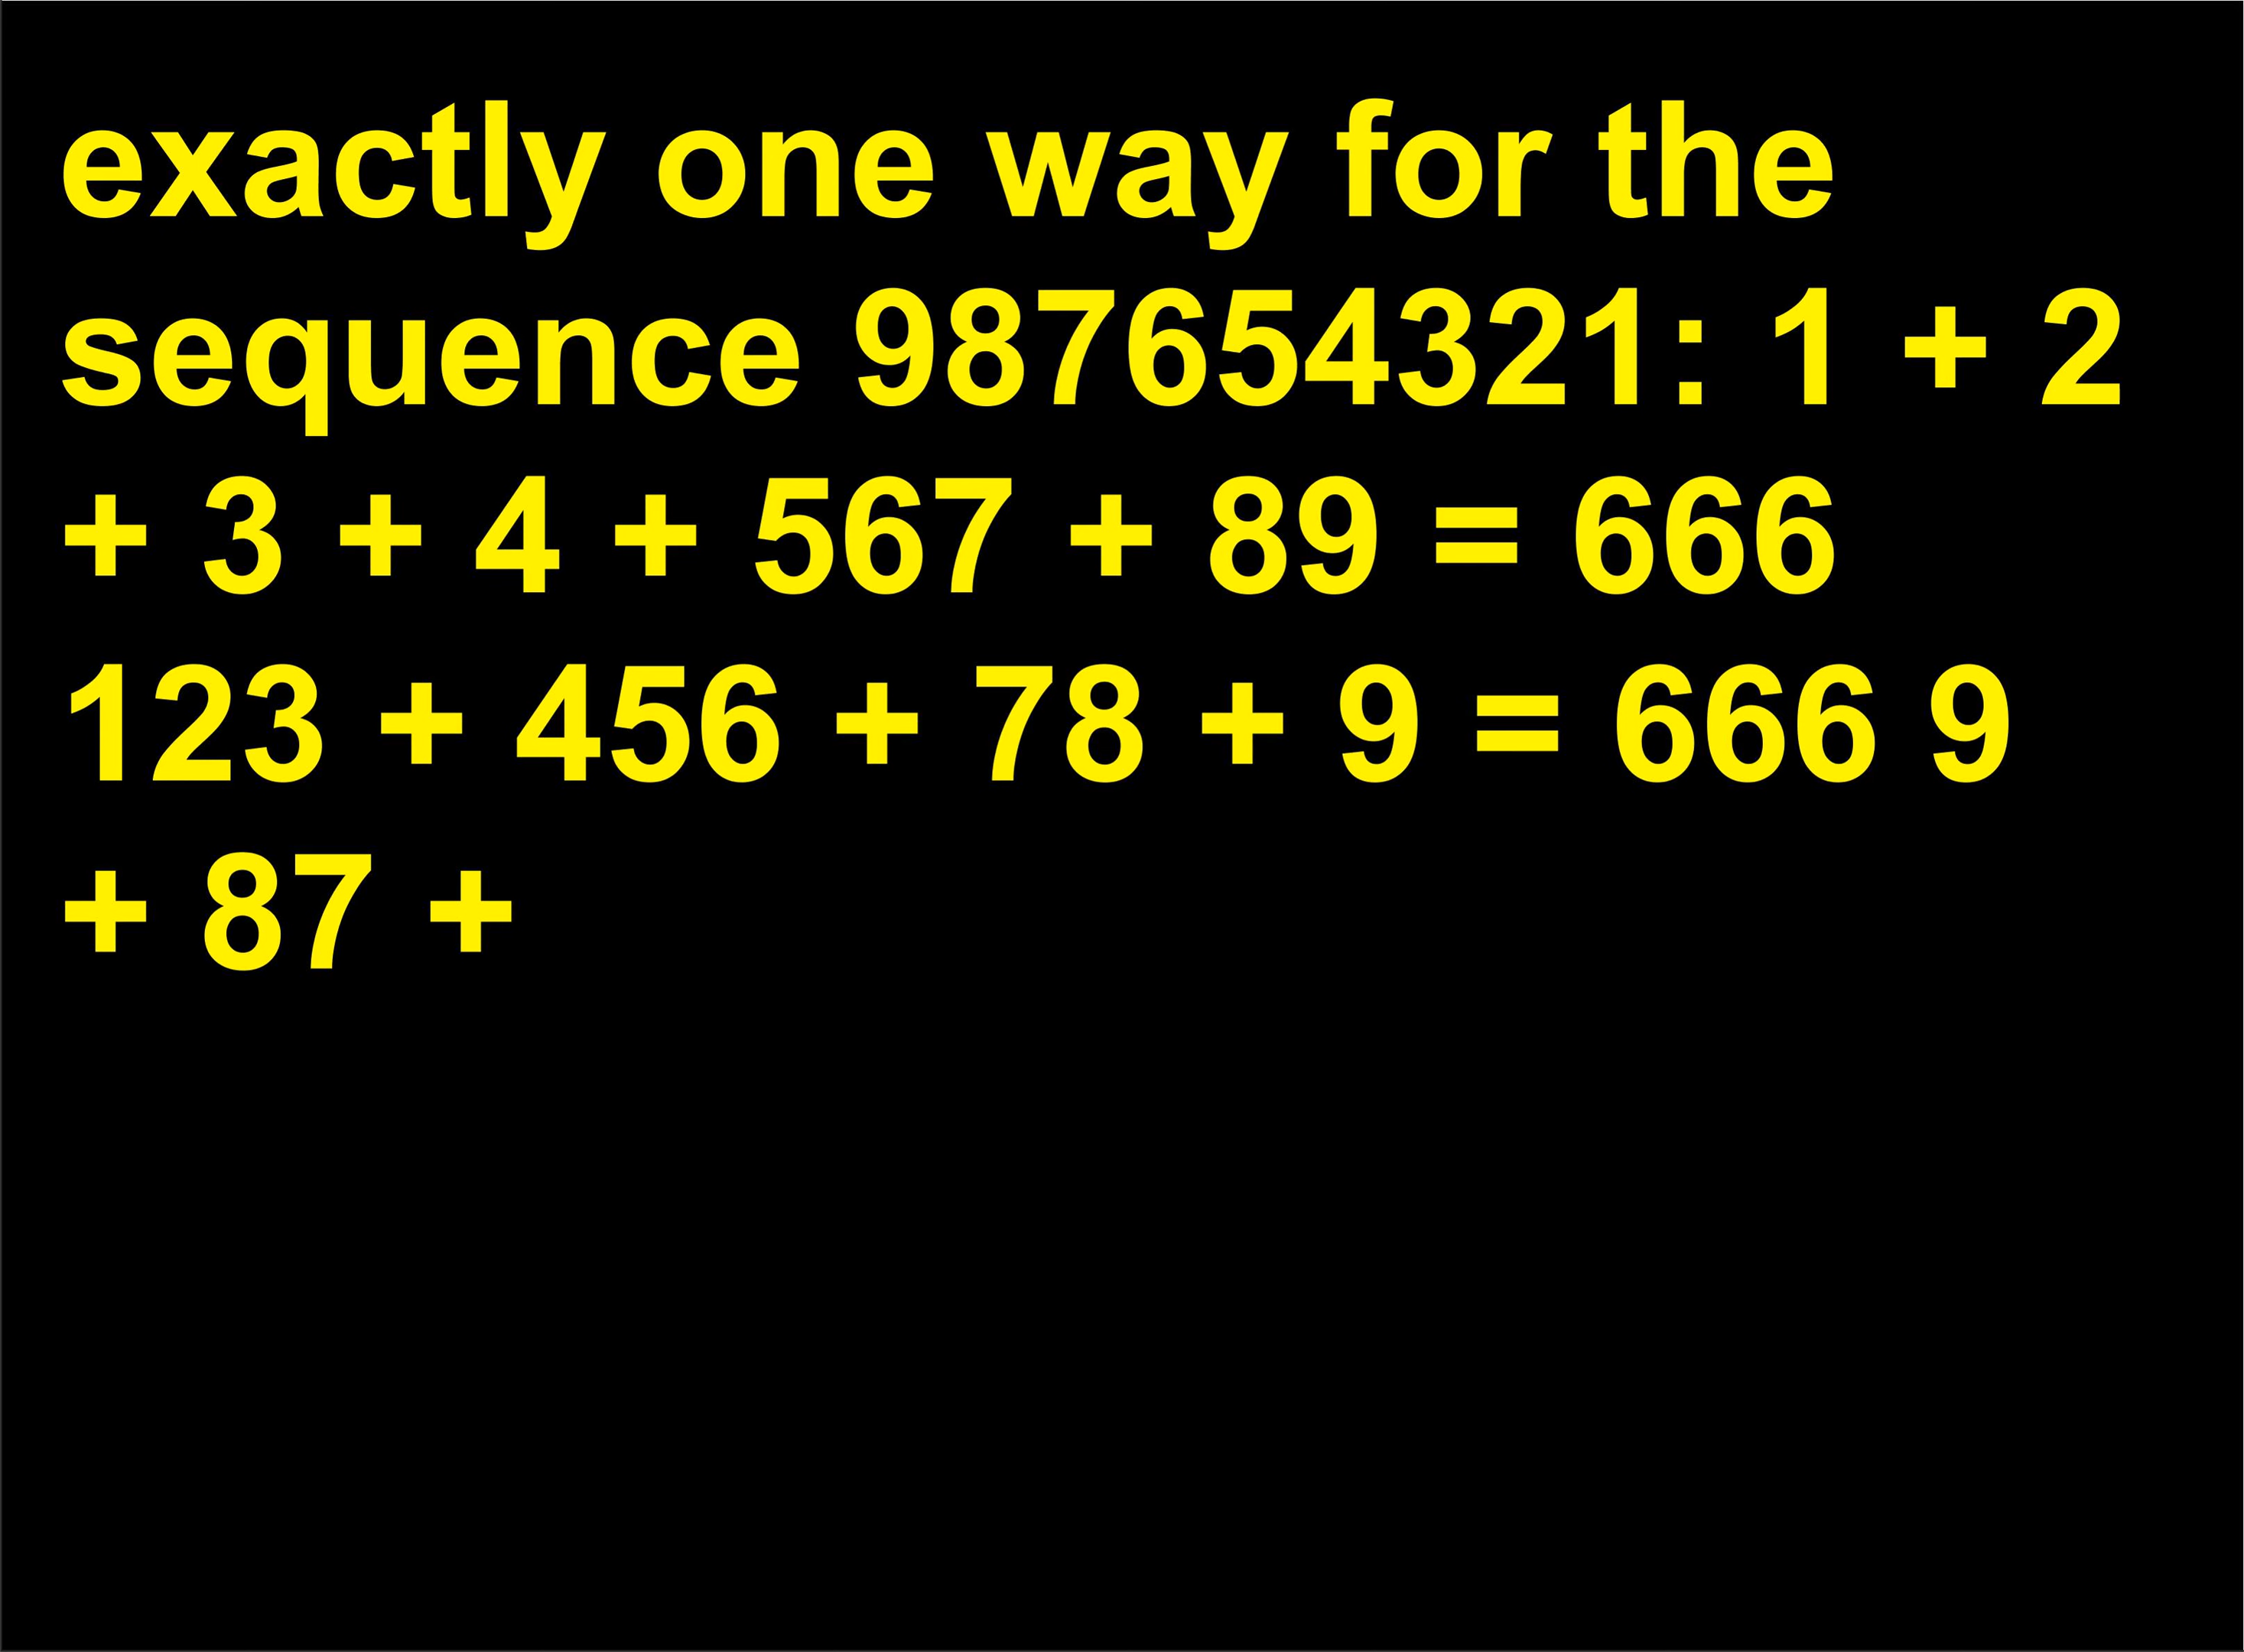 exactly one way for the
sequence 987654321: 1 + 2
+ 3 + 4 + 567 + 89 = 666
123 + 456 + 78 + 9 = 666 9
+ 87 +